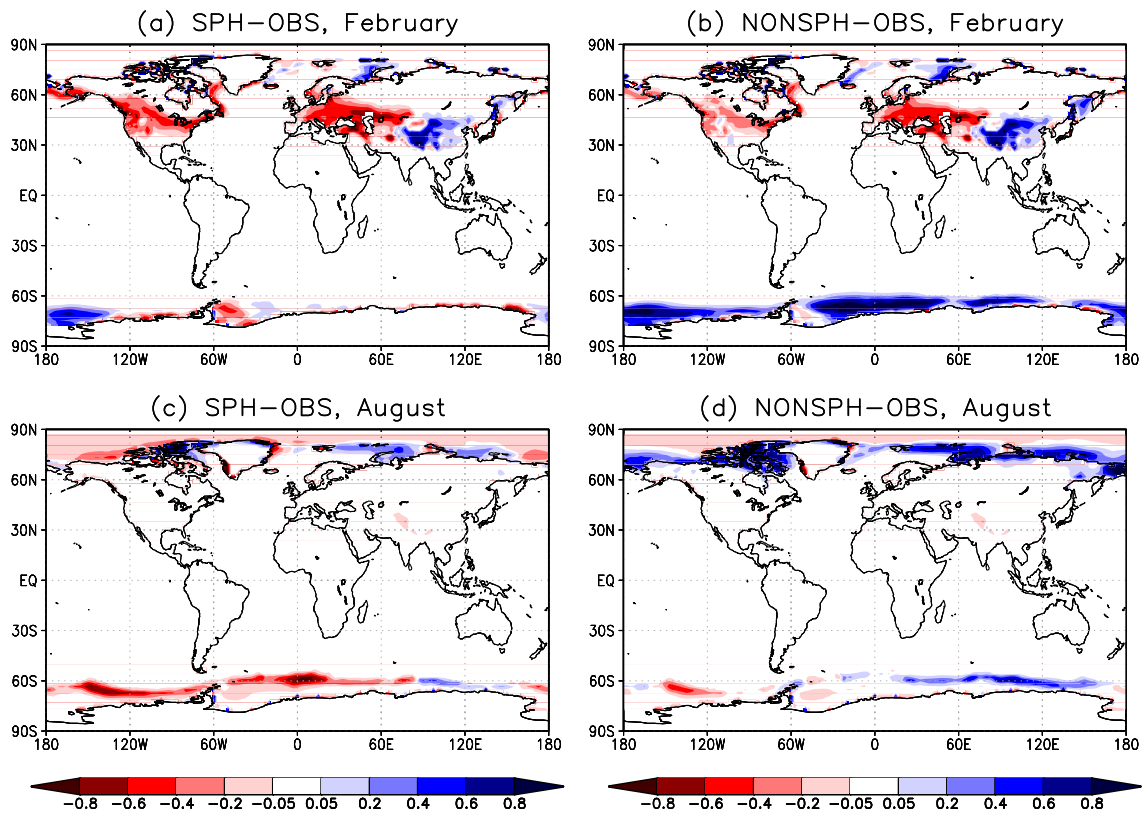 (a) SPH−OBS, February
(b) NONSPH−OBS, February
90N
60N
30N
EQ
30S
60S
90S
180 120W 60W 0 60E 120E 180
90N
60N
30N
EQ
30S
60S
90S
180 120W 60W 0 60E 120E 180
(c) SPH−OBS, August
(d) NONSPH−OBS, August
90N
60N
30N
EQ
30S
60S
90S
180 120W 60W 0 60E 120E 180
90N
60N
30N
EQ
30S
60S
90S
180 120W 60W 0 60E 120E 180
−0.8 −0.6 −0.4 −0.2 −0.05 0.05 0.2 0.4 0.6 0.8
−0.8 −0.6 −0.4 −0.2 −0.05 0.05 0.2 0.4 0.6 0.8